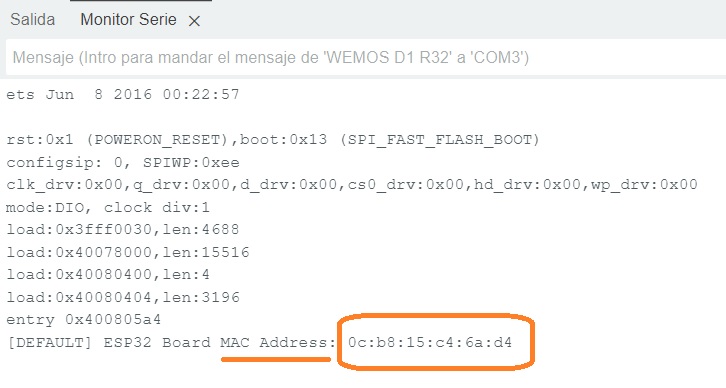 Salida Monitor Serie ×
Mensaje (Intro para mandar el mensaje de 'WEMOS D1 R32' a 'COM3')
ets Jun  8 2016 00:22:57
rst:0x1 (POWERON_RESET),boot:0x13 (SPI_FAST_FLASH_BOOT)
configsip: 0, SPIWP:0xee
clk_drv:0x00,q_drv:0x00,d_drv:0x00,cs0_drv:0x00,hd_drv:0x00,wp_drv:0x00
mode:DIO, clock div:1
load:0x3fff0030,len:4688
load:0x40078000,len:15516
load:0x40080400,len:4
load:0x40080404,len:3196
entry 0x400805a4
[DEFAULT] ESP32 Board MAC Address: 0c:b8:15:c4:6a:d4